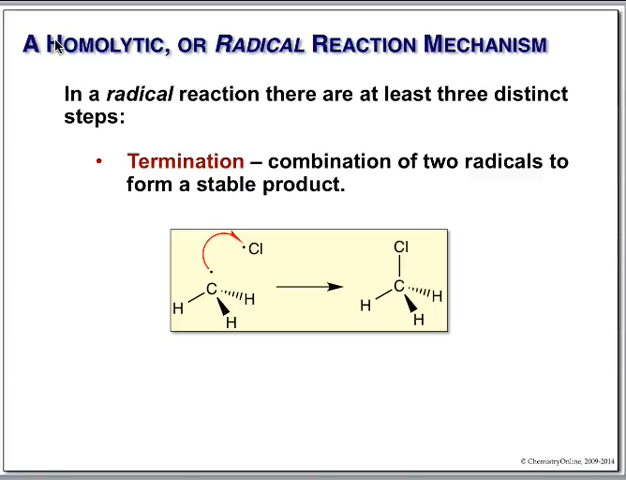 A HOMOLYTIC, OR RADICAL REACTION MECHANISM
In a radical reaction there are at least three distinct
steps:
• Termination – combination of two radicals to
form a stable product.
·Cl
·
C
H
H
H
Cl
C
H
H
H
© ChemistryOnline, 2009-2014